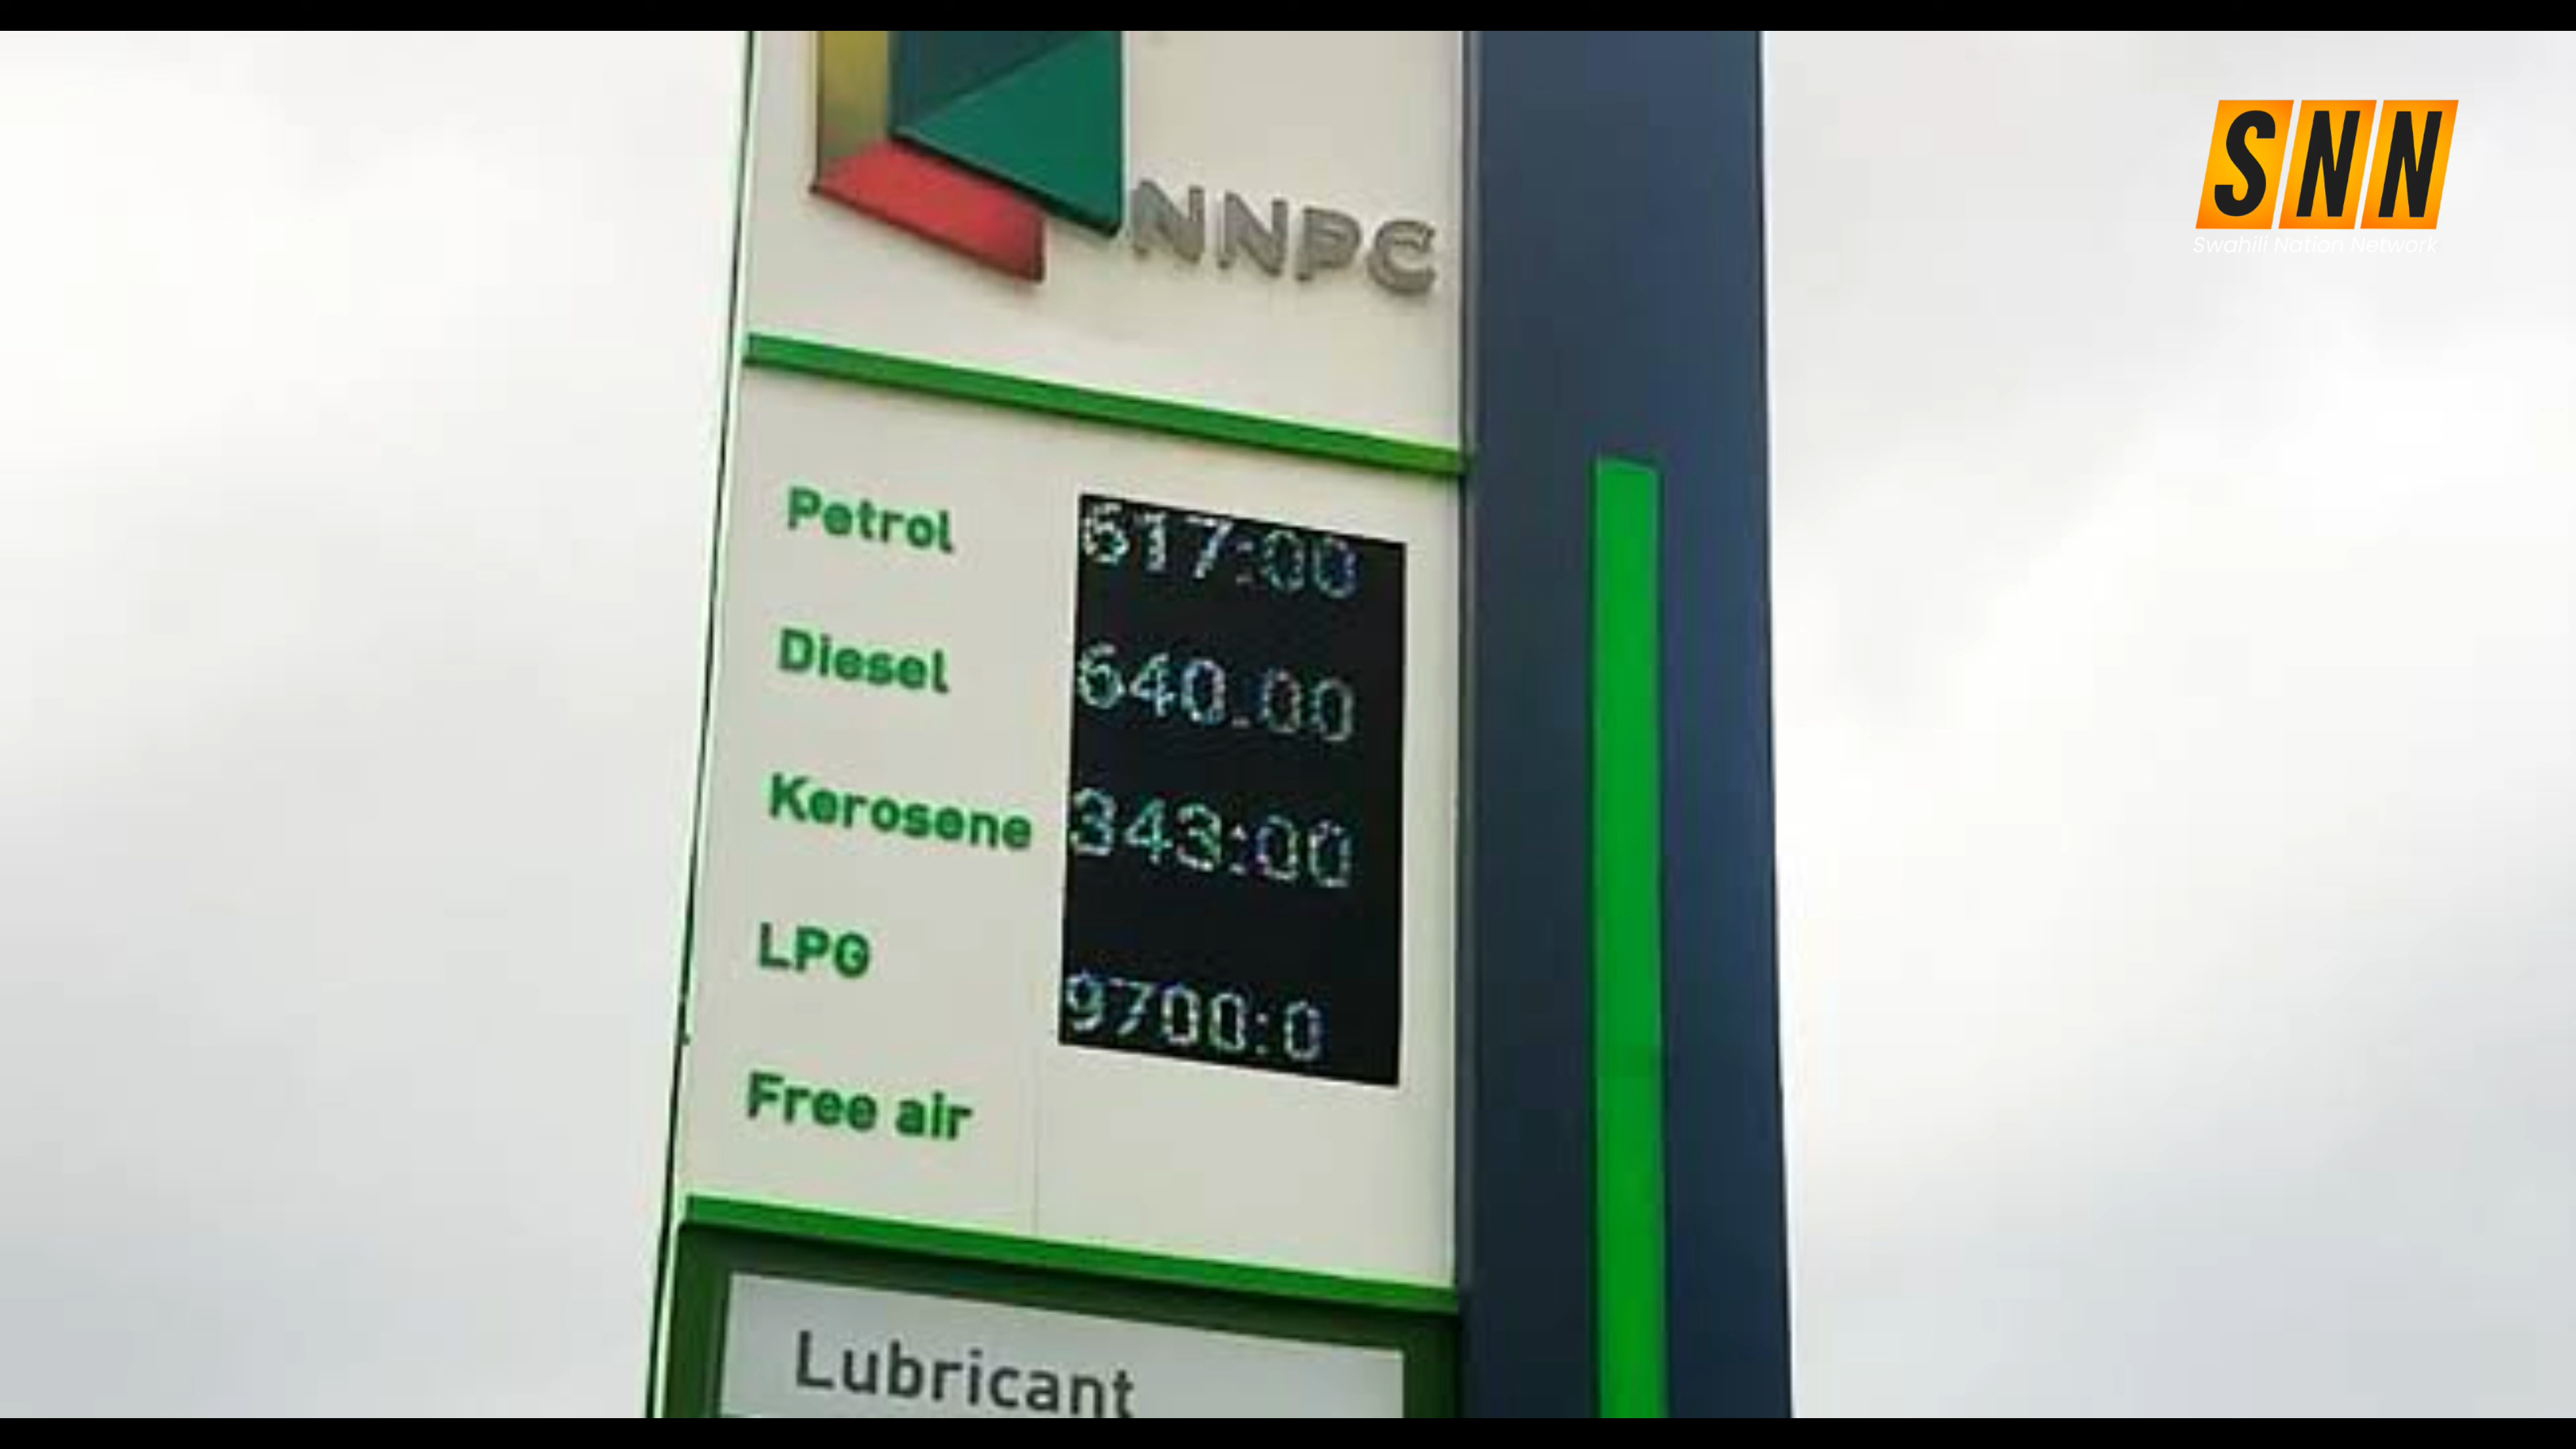 SNN
Swahili Nation Network
NNPC
Petrol 617:00
Diesel 640.00
Kerosene 343:00
LPG 9700:0
Free air
Lubricant